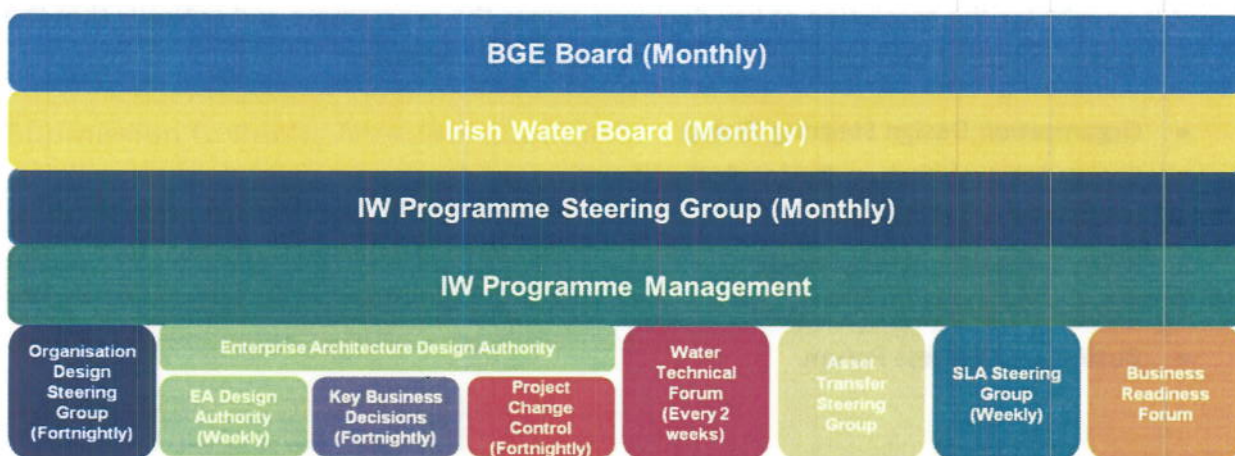 BGE Board (Monthly)
Irish Water Board (Monthly)
IW Programme Steering Group (Monthly)
IW Programme Management
Organisation
Design
Steering
Group
(Fortnightly)
Enterprise Architecture Design Authority
EA Design
Authority
(Weekly)
Key Business
Decisions
(Fortnightly)
Project
Change
Control
(Fortnightly)
Water
Technical
Forum
(Every 2
weeks)
Asset
Transfer
Steering
Group
SLA Steering
Group
(Weekly)
Business
Readiness
Forum